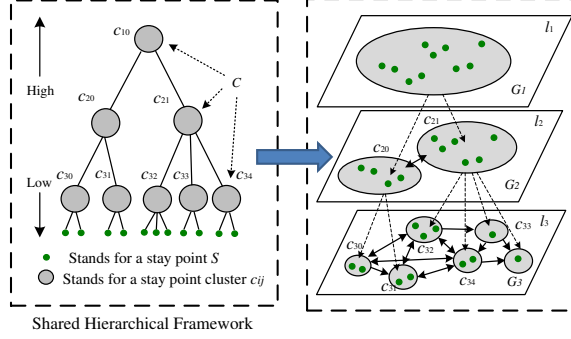 c10
l1
High
C
G1
c20
c21
c21
l2
c20
G2
Low
c30
c31
c32
c33
c34
c33
l3
c30
c32
c31
c34
G3
Stands for a stay point S
Stands for a stay point cluster cij
Shared Hierarchical Framework